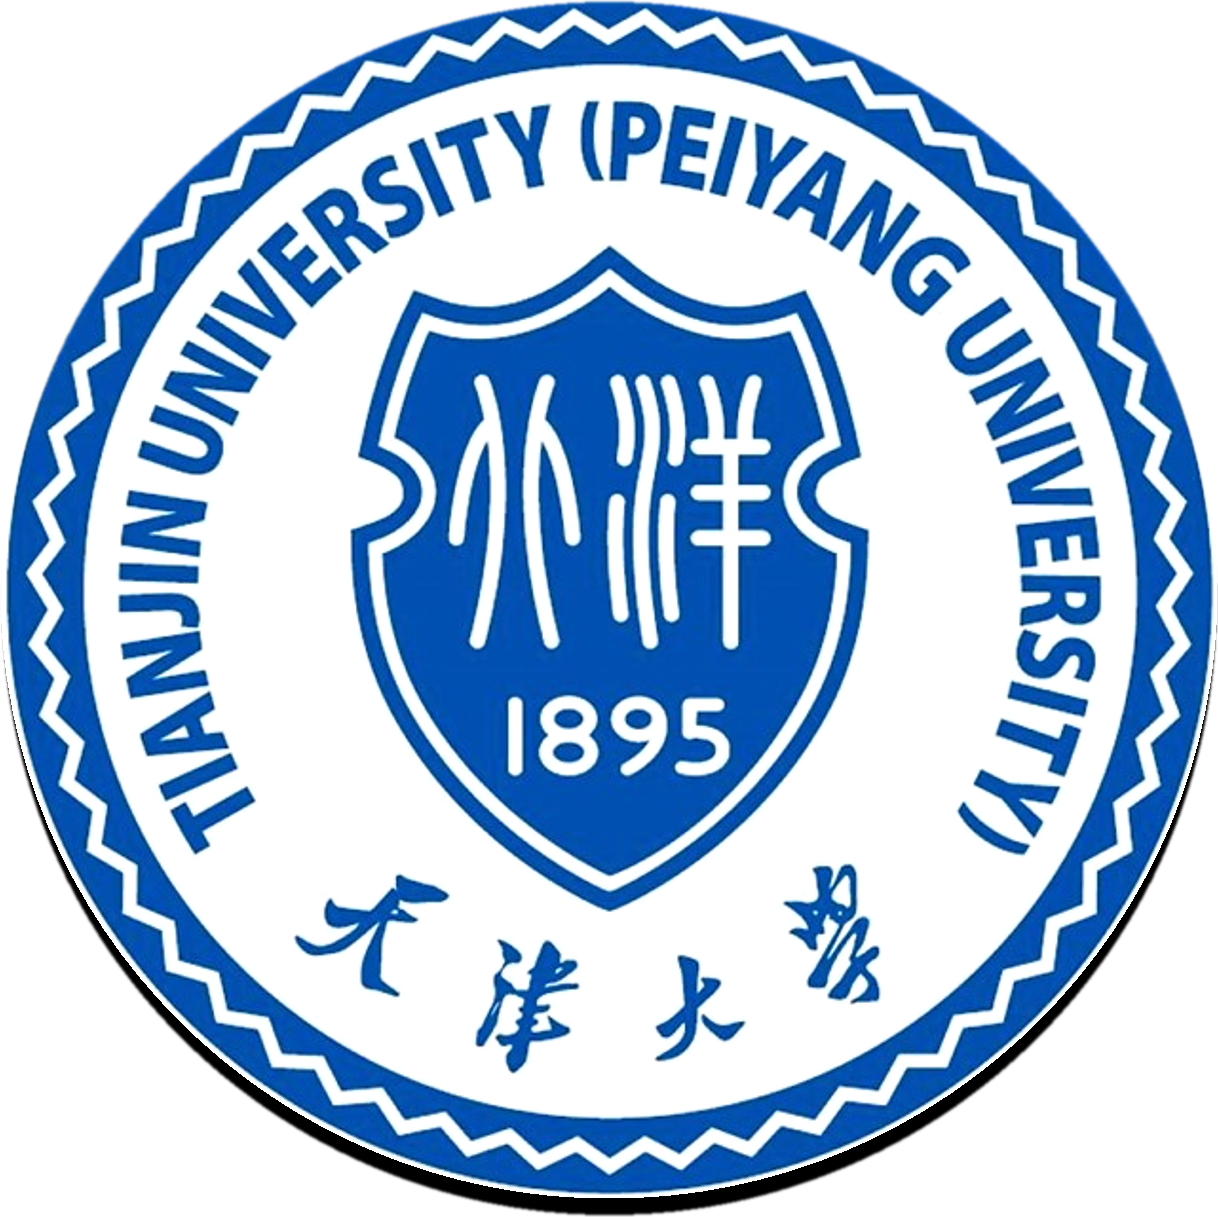 TIANJIN UNIVERSITY (PEIYANG UNIVERSITY)
北洋
1895
天津大學